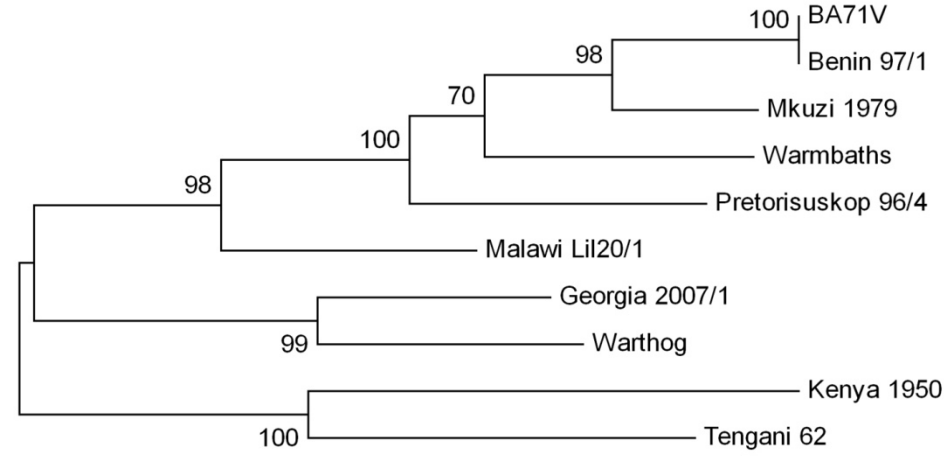 100 BA71V
98 Benin 97/1
70 Mkuzi 1979
100 Warmbaths
98 Pretorisuskop 96/4
Malawi Lil20/1
Georgia 2007/1
99 Warthog
Kenya 1950
100 Tengani 62